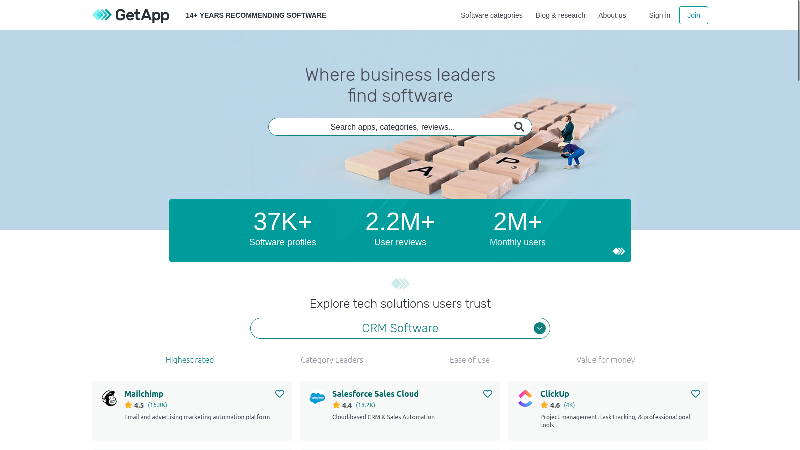 GetApp
14+ YEARS RECOMMENDING SOFTWARE
Software categories
Blog & research
About us
Sign in
Join
Where business leaders
find software
Search apps, categories, reviews...
A
P
37K+
2.2M+
2M+
Software profiles
User reviews
Monthly users
Explore tech solutions users trust
CRM Software
Highest rated
Category Leaders
Ease of use
Value for money
Mailchimp
4.5
Email and advertising marketing automation platform
Salesforce Sales Cloud
4.4 (18.2K)
Cloud-based CRM & Sales Automation
ClickUp
4.6 (4K)
Project management, task tracking, & professional goal
tools